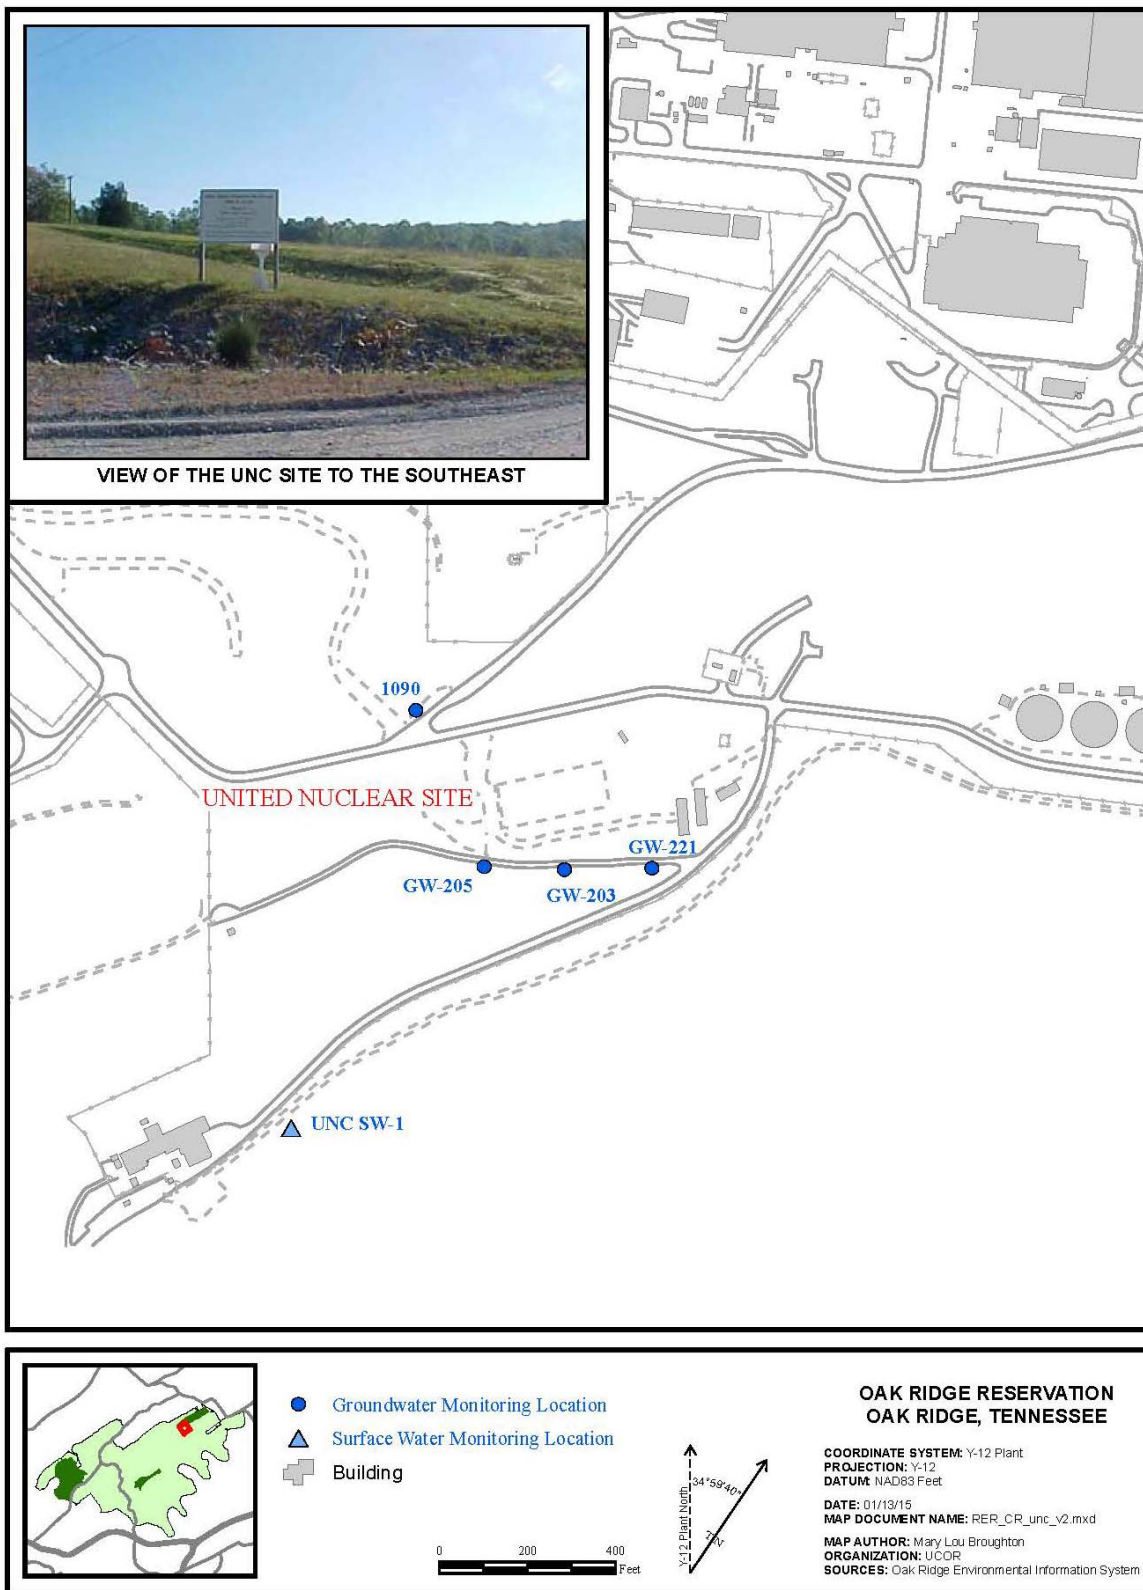 VIEW OF THE UNC SITE TO THE SOUTHEAST
1090
UNITED NUCLEAR SITE
GW-221
GW-205
GW-203
UNC SW-1
Groundwater Monitoring Location
Surface Water Monitoring Location
Building
0 200 400
Feet
Y-12 Plant North
34°59'40"
T-N
OAK RIDGE RESERVATION
OAK RIDGE, TENNESSEE
COORDINATE SYSTEM: Y-12 Plant
PROJECTION: Y-12
DATUM: NAD83 Feet
DATE: 01/13/15
MAP DOCUMENT NAME: RER_CR_unc_v2.mxd
MAP AUTHOR: Mary Lou Broughton
ORGANIZATION: UCOR
SOURCES: Oak Ridge Environmental Information System